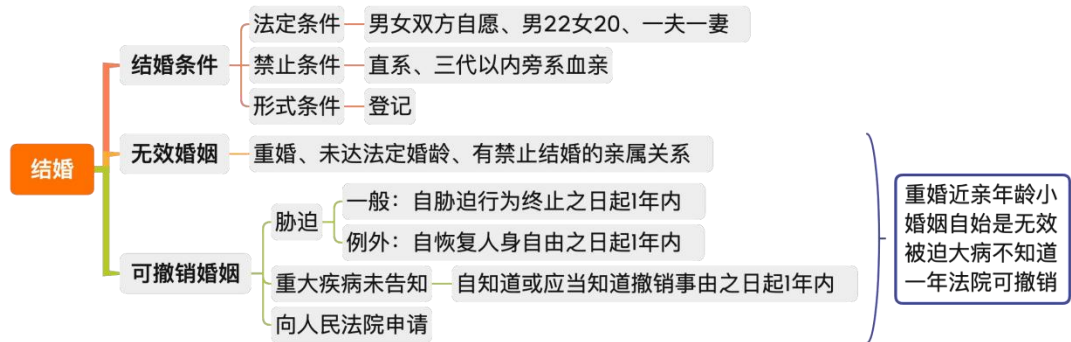 结婚
结婚条件
法定条件
男女双方自愿、男22女20、一夫一妻
禁止条件
直系、三代以内旁系血亲
形式条件
登记
无效婚姻
重婚、未达法定婚龄、有禁止结婚的亲属关系
可撤销婚姻
胁迫
一般：自胁迫行为终止之日起1年内
例外：自恢复人身自由之日起1年内
重大疾病未告知
自知道或应当知道撤销事由之日起1年内
向人民法院申请
重婚近亲年龄小
婚姻自始是无效
被迫大病不知道
一年法院可撤销